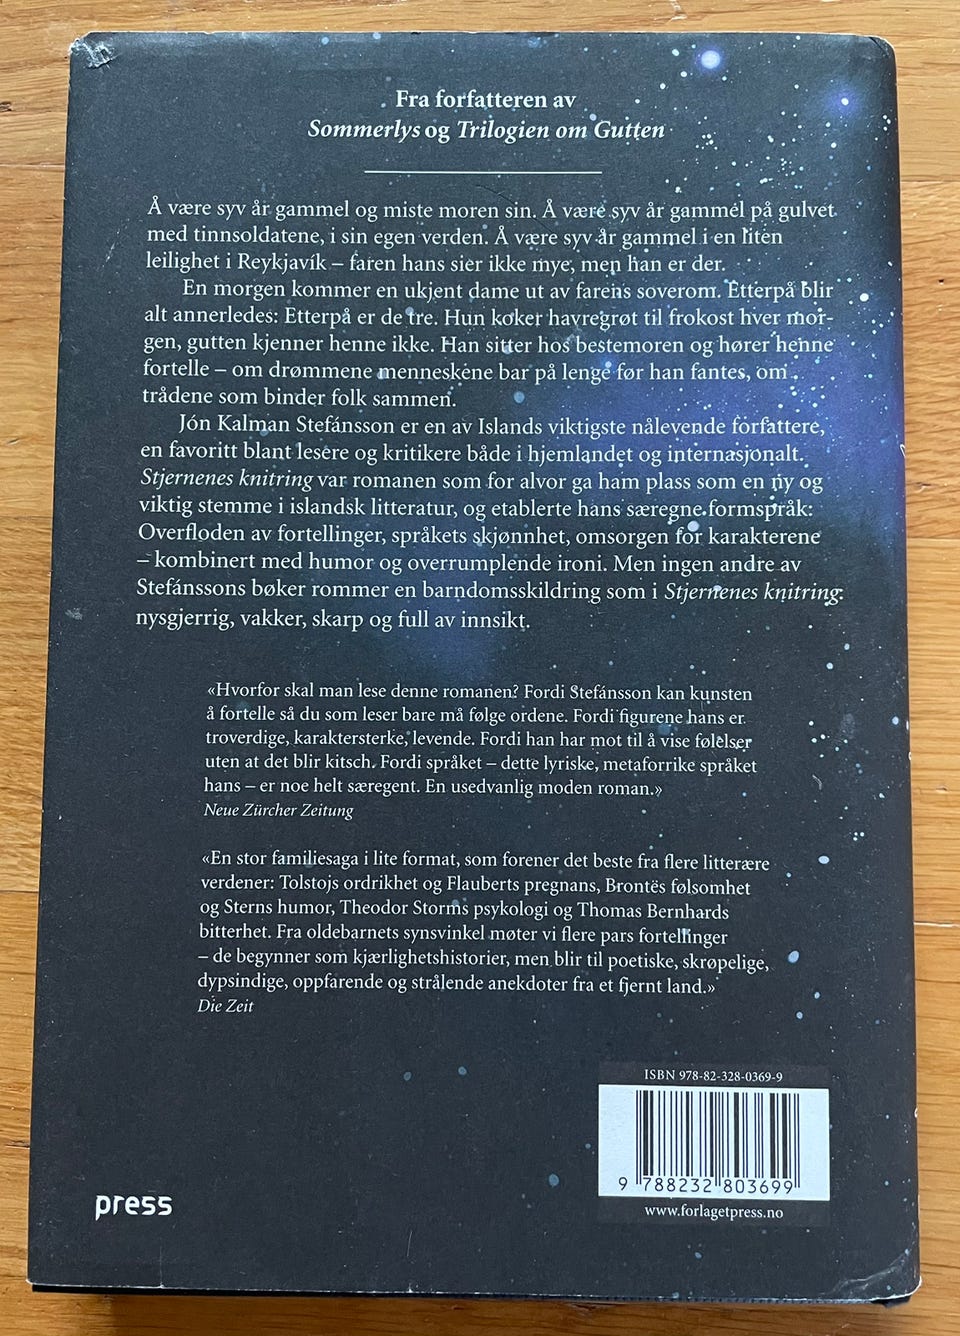 Fra forfatteren av
Sommerlys og Trilogien om Gutten
Å være syv år gammel og miste moren sin. Å være syv år gammel på gulvet
med tinnsoldatene, i sin egen verden. Å være syv år gammel i en liten
leilighet i Reykjavík – faren hans sier ikke mye, men han er der.
En morgen kommer en ukjent dame ut av farens soverom. Etterpå blir
alt annerledes: Etterpå er de tre. Hun koker havregrøt til frokost hver mor-
gen, gutten kjenner henne ikke. Han sitter hos bestemoren og hører henne
fortelle – om drømmene menneskene bar på lenge før han fantes, om
trådene som binder folk sammen.
Jón Kalman Stefánsson er en av Islands viktigste nålevende forfattere,
en favoritt blant lesere og kritikere både i hjemlandet og internasjonalt.
Stjernenes knitring var romanen som for alvor ga ham plass som en ny og
viktig stemme i islandsk litteratur, og etablerte hans særegne formspråk:
Overfloden av fortellinger, språkets skjønnhet, omsorgen for karakterene
– kombinert med humor og overrumplende ironi. Men ingen andre av
Stefánssons bøker rommer en barndomsskildring som i Stjernenes knitring:
nysgjerrig, vakker, skarp og full av innsikt.
«Hvorfor skal man lese denne romanen? Fordi Stefánsson kan kunsten
å fortelle så du som leser bare må følge ordene. Fordi figurene hans er
troverdige, karaktersterke, levende. Fordi han har mot til å vise følelser
uten at det blir kitsch. Fordi språket – dette lyriske, metaforrike språket
hans – er noe helt særegent. En usedvanlig moden roman.»
Neue Zürcher Zeitung
«En stor familiesaga i lite format, som forener det beste fra flere litterære
verdener: Tolstojs ordrikhet og Flauberts pregnans, Brontës følsomhet
og Sterns humor, Theodor Storms psykologi og Thomas Bernhards
bitterhet. Fra oldebarnets synsvinkel møter vi flere pars fortellinger
– de begynner som kjærlighetshistorier, men blir til poetiske, skrøpelige,
dypsindige, oppfarende og strålende anekdoter fra et fjernt land.»
Die Zeit
ISBN 978-82-328-0369-9
9 788232 803699
www.forlagetpress.no
press